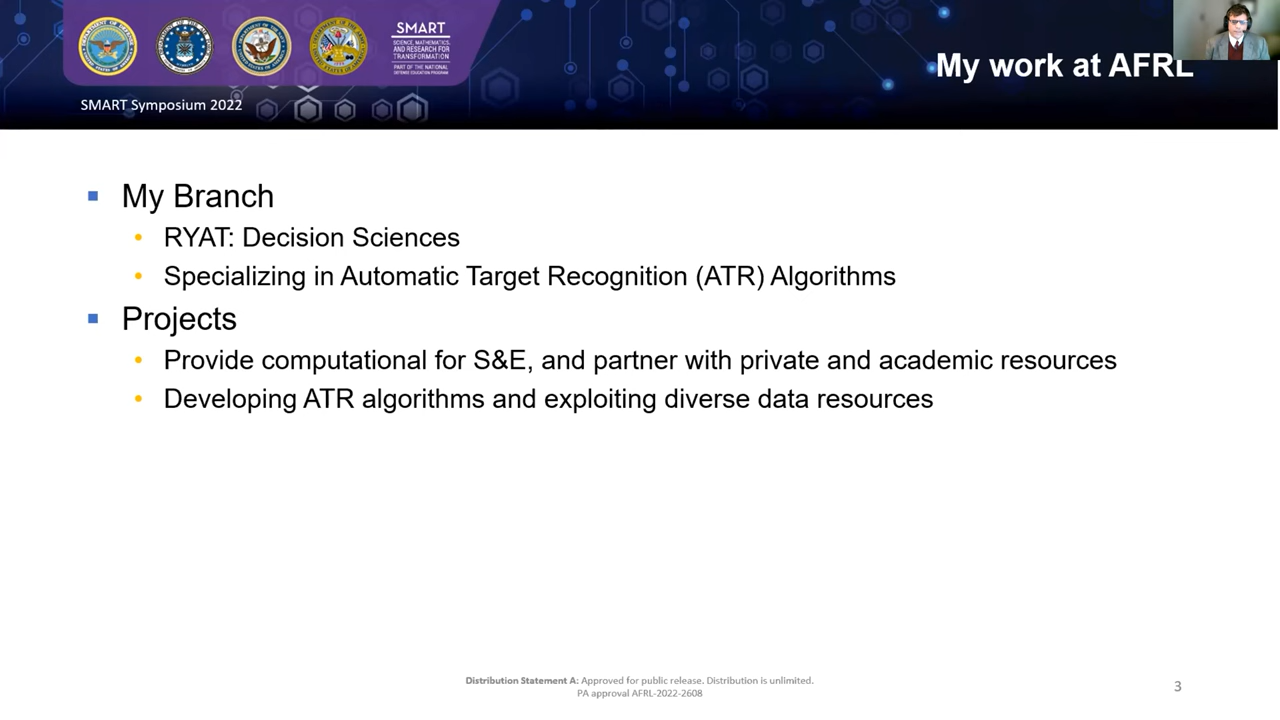 SMART
SCIENCE, MATHEMATICS,
AND RESEARCH FOR
TRANSFORMATION
PART OF THE NATIONAL
DEFENSE EDUCATION PROGRAM
My work at AFRL
SMART Symposium 2022
My Branch
RYAT: Decision Sciences
Specializing in Automatic Target Recognition (ATR) Algorithms
Projects
Provide computational for S&E, and partner with private and academic resources
Developing ATR algorithms and exploiting diverse data resources
Distribution Statement A: Approved for public release. Distribution is unlimited.
PA approval AFRL-2022-2608
3